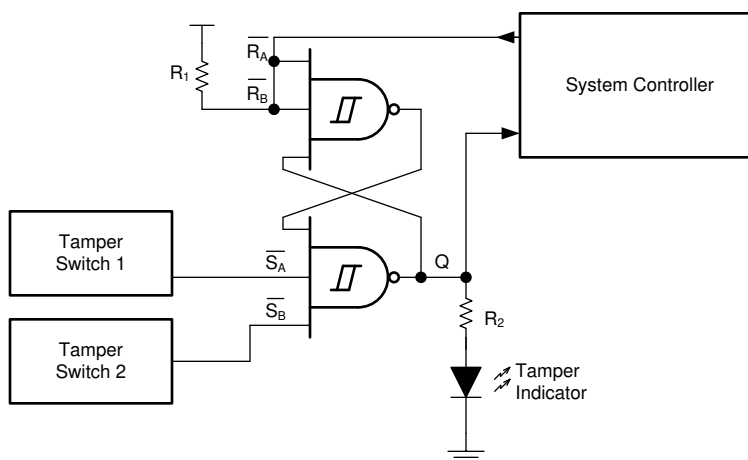 System Controller
R1
R̅A̅
R̅B̅
Tamper
Switch 1
S̅A̅
S̅B̅
Q
R2
Tamper
Switch 2
Tamper
Indicator